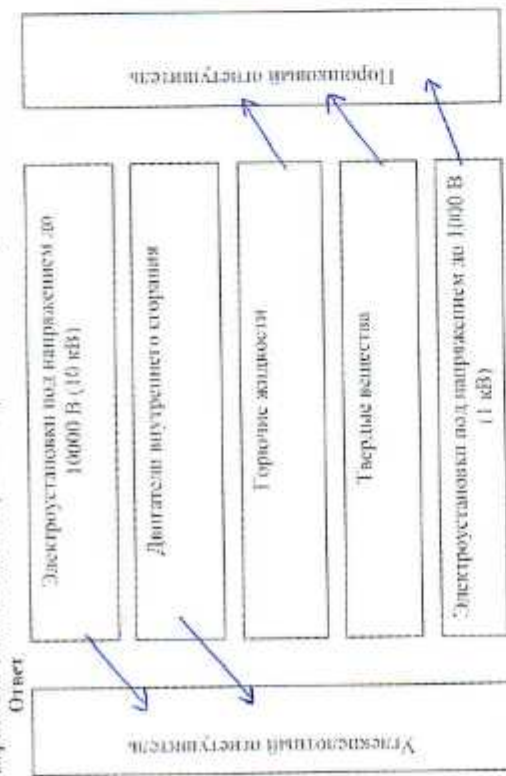 Ответ
Углекислотный огнетушитель
Электроустановки под напряжением до
10000 В (10 кВ)
Двигатели внутреннего сгорания
Горючие жидкости
Твердые вещества
Электроустановки под напряжением до 1000 В
(1 кВ)
Порошковый огнетушитель